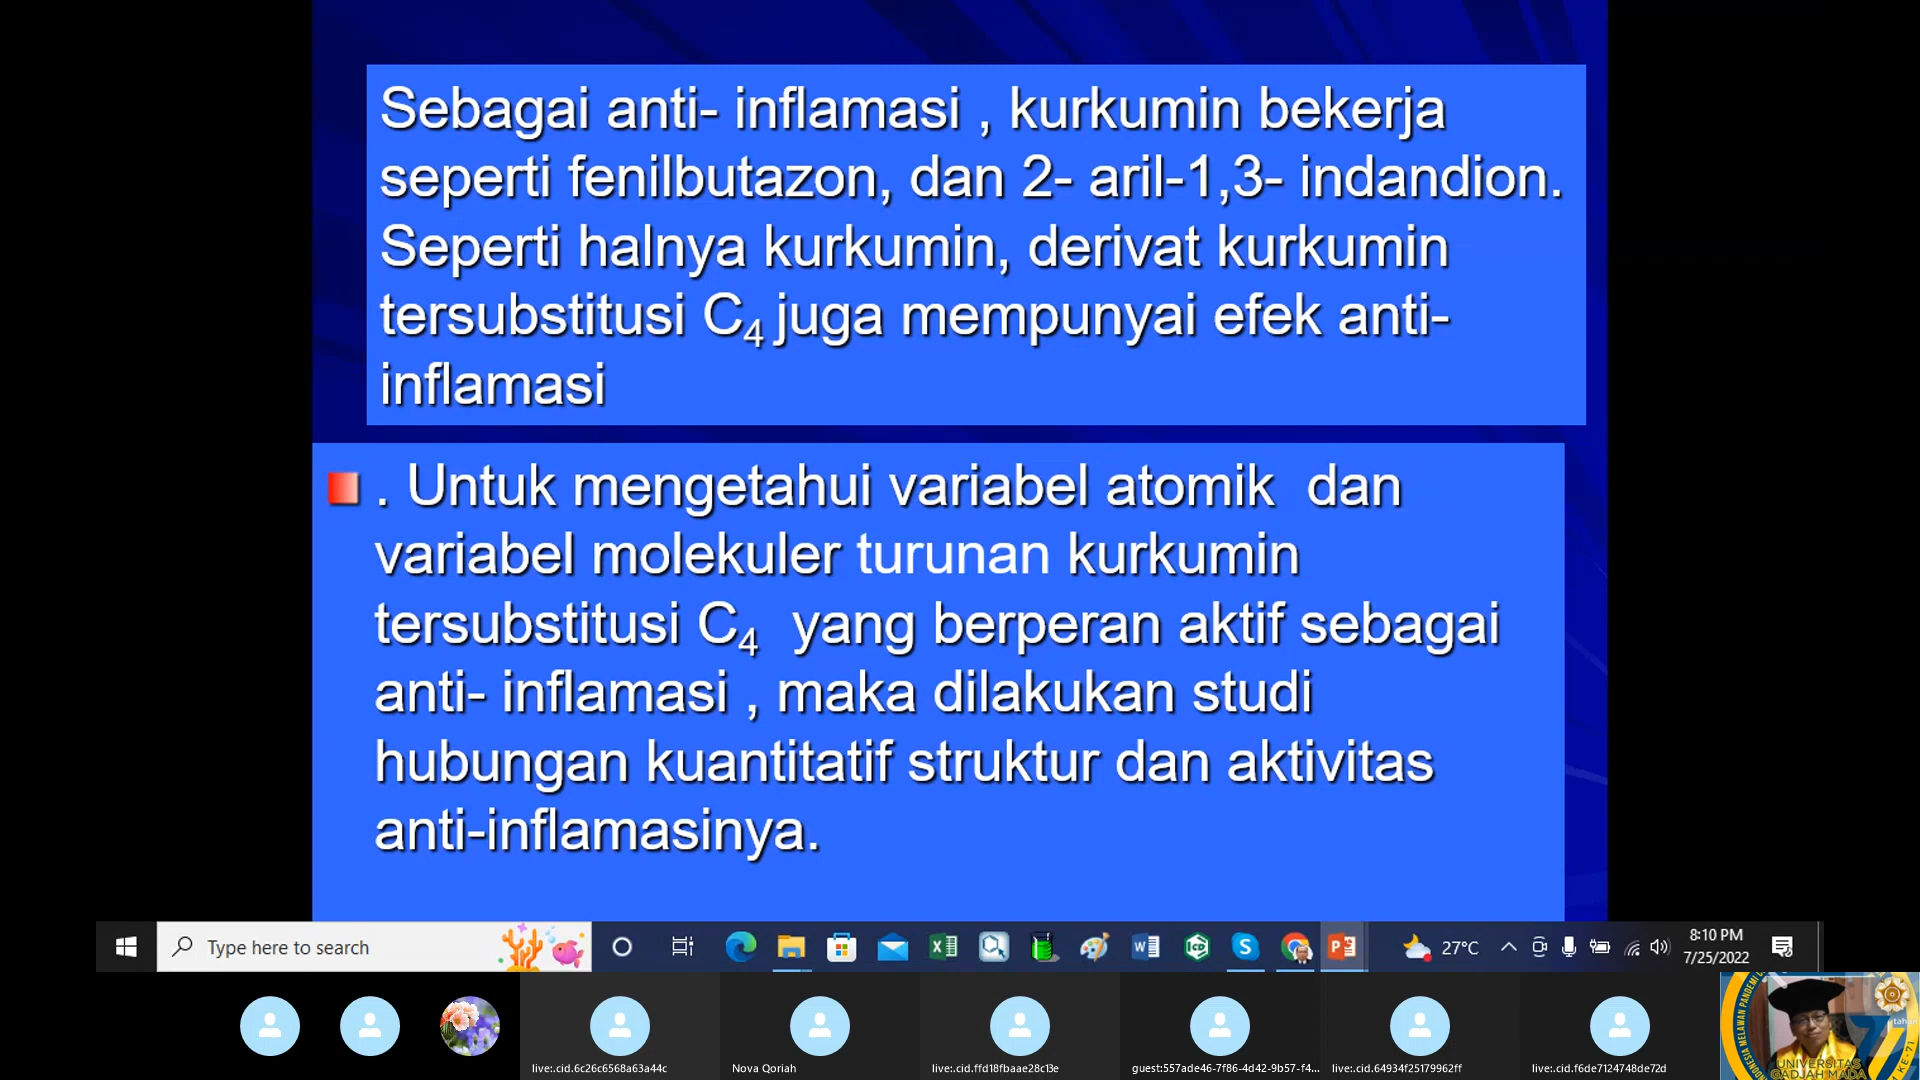 Sebagai anti- inflamasi , kurkumin bekerja
seperti fenilbutazon, dan 2- aril-1,3- indandion.
Seperti halnya kurkumin, derivat kurkumin
tersubstitusi C₄ juga mempunyai efek anti-
inflamasi
. Untuk mengetahui variabel atomik dan
variabel molekuler turunan kurkumin
tersubstitusi C₄ yang berperan aktif sebagai
anti- inflamasi , maka dilakukan studi
hubungan kuantitatif struktur dan aktivitas
anti-inflamasinya.
Type here to search
27°C
8:10 PM
7/25/2022
live:.cid.6c26c6568a63a44c
Nova Qoriah
live:.cid.ffd18fbaae28c13e
guest:557ade46-7f86-4d42-9b57-f4...
live:.cid.64934f25179962ff
live:.cid.f6de7124748de72d
UNIVERSITAS
GADJAH MADA